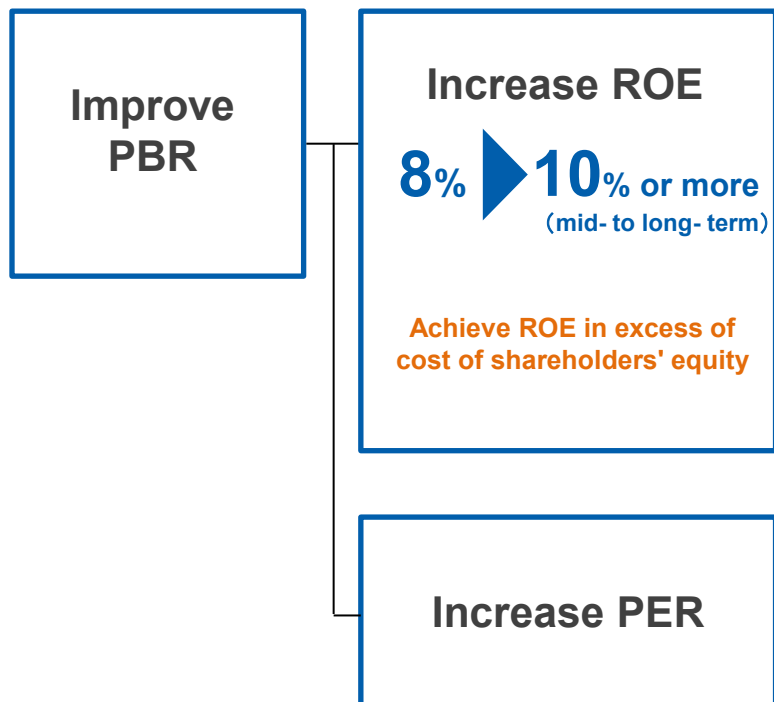 Improve
PBR
Increase ROE
8% 10% or more
（mid- to long- term）
Achieve ROE in excess of
cost of shareholders' equity
Increase PER